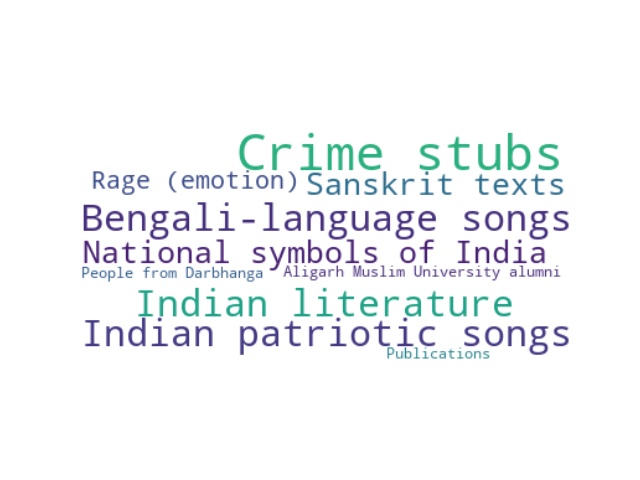 Crime stubs
Rage (emotion) Sanskrit texts
Bengali-language songs
National symbols of India
People from Darbhanga Aligarh Muslim University alumni
Indian literature
Indian patriotic songs
Publications